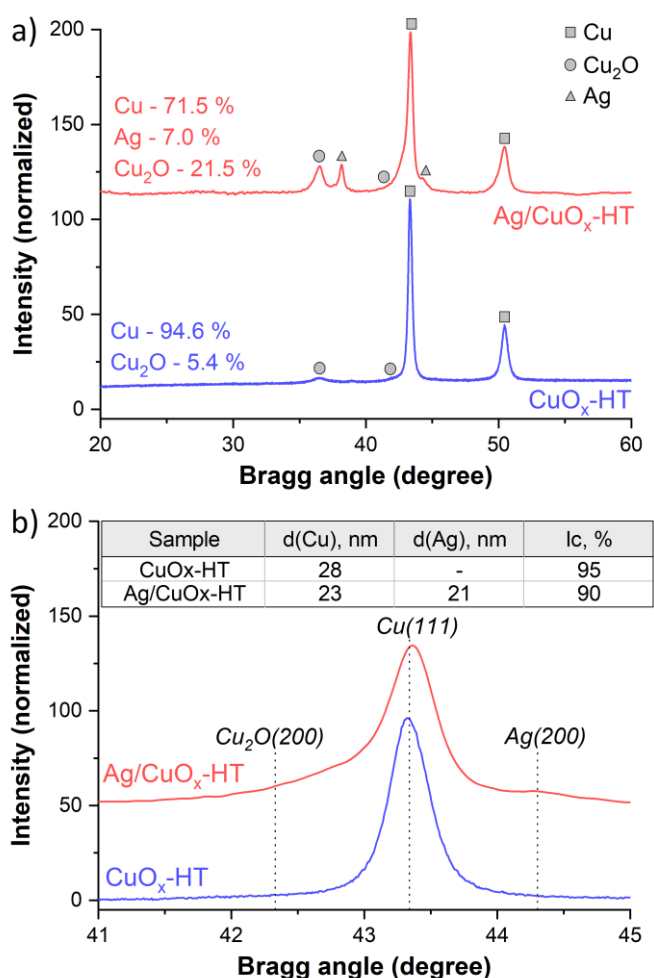 a)
200
150
100
50
0
Intensity (normalized)
Cu
Cu₂O
Ag
Cu - 71.5 %
Ag - 7.0 %
Cu₂O - 21.5 %
Ag/CuOₓ-HT
Cu - 94.6 %
Cu₂O - 5.4 %
CuOₓ-HT
20 30 40 50 60
Bragg angle (degree)
b)
200
150
100
50
0
Intensity (normalized)
Sample d(Cu), nm d(Ag), nm Ic, %
CuOx-HT 28 - 95
Ag/CuOx-HT 23 21 90
Cu(111)
Cu₂O(200)
Ag(200)
Ag/CuOₓ-HT
CuOₓ-HT
41 42 43 44 45
Bragg angle (degree)